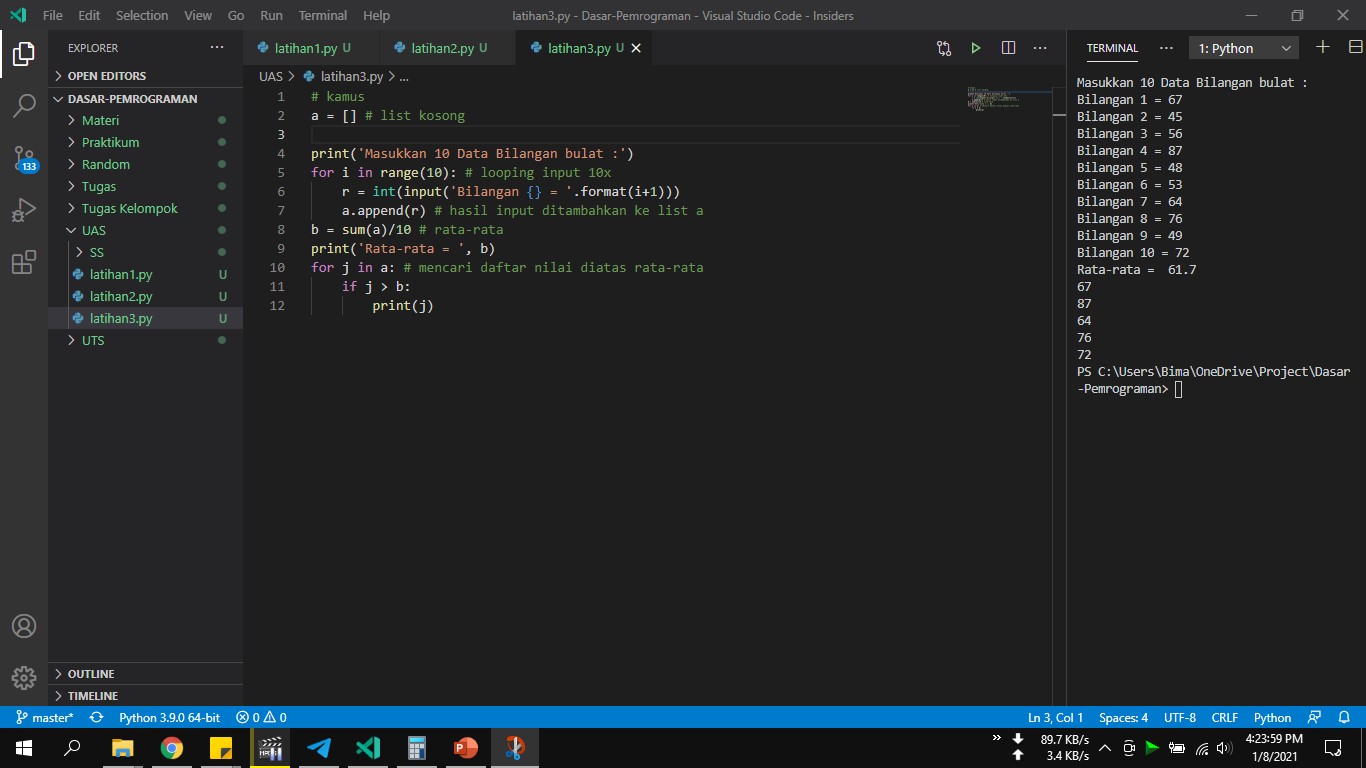 File Edit Selection View Go Run Terminal Help latihan3.py - Dasar-Pemrograman - Visual Studio Code - Insiders
EXPLORER
OPEN EDITORS
DASAR-PEMROGRAMAN
Materi
Praktikum
Random
Tugas
Tugas Kelompok
UAS
SS
latihan1.py U
latihan2.py U
latihan3.py U
UTS
OUTLINE
TIMELINE
133
latihan1.py U latihan2.py U latihan3.py U
UAS > latihan3.py > ...
1 # kamus
2 a = [] # list kosong
3
4 print('Masukkan 10 Data Bilangan bulat :')
5 for i in range(10): # looping input 10x
6 r = int(input('Bilangan {} = '.format(i+1)))
7 a.append(r) # hasil input ditambahkan ke list a
8 b = sum(a)/10 # rata-rata
9 print('Rata-rata = ', b)
10 for j in a: # mencari daftar nilai diatas rata-rata
11 if j > b:
12 print(j)
TERMINAL 1: Python
Masukkan 10 Data Bilangan bulat :
Bilangan 1 = 67
Bilangan 2 = 45
Bilangan 3 = 56
Bilangan 4 = 87
Bilangan 5 = 48
Bilangan 6 = 53
Bilangan 7 = 64
Bilangan 8 = 76
Bilangan 9 = 49
Bilangan 10 = 72
Rata-rata =  61.7
67
87
64
76
72
PS C:\Users\Bima\OneDrive\Project\Dasar
-Pemrograman>
master* Python 3.9.0 64-bit 0 0 Ln 3, Col 1 Spaces: 4 UTF-8 CRLF Python
89.7 KB/s
3.4 KB/s
4:23:59 PM
1/8/2021